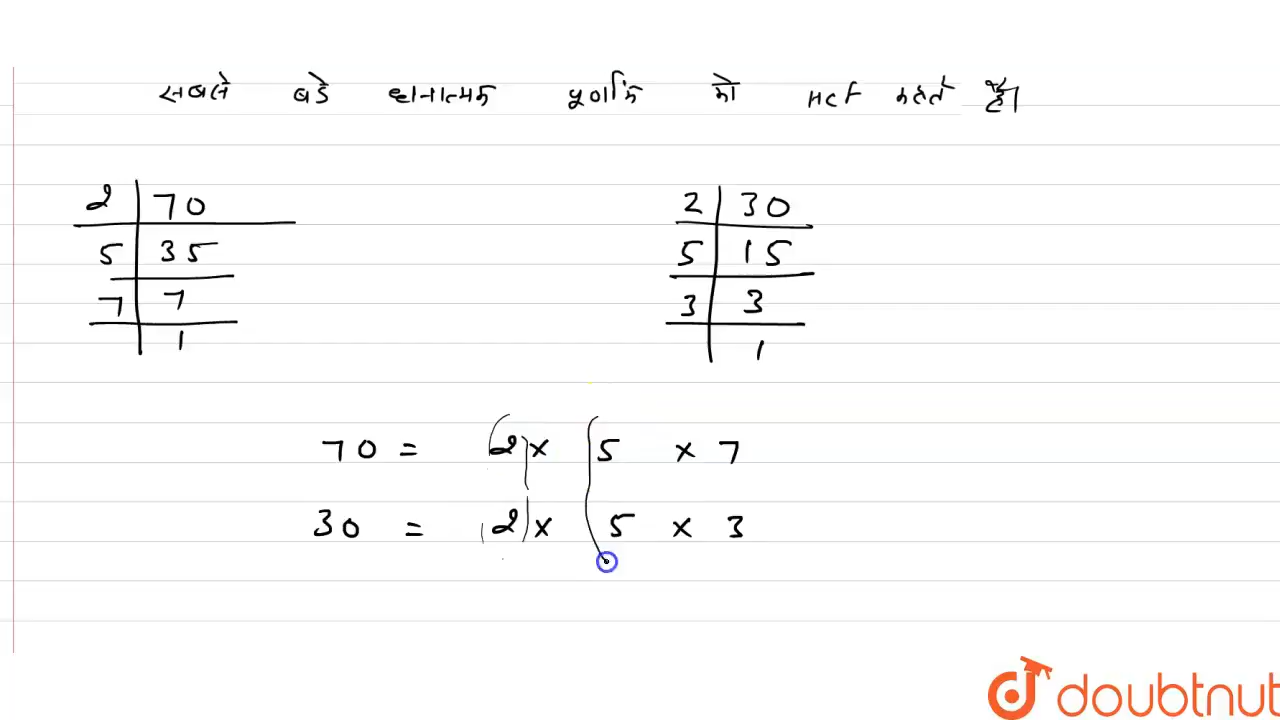 सबसे बड़े धनात्मक पूर्णांक को HCF कहते हैं।
2 | 70 2 | 30
5 | 35 5 | 15
7 | 7 3 | 3
1 1
70 = 2 × 5 × 7
30 = 2 × 5 × 3
doubtnut